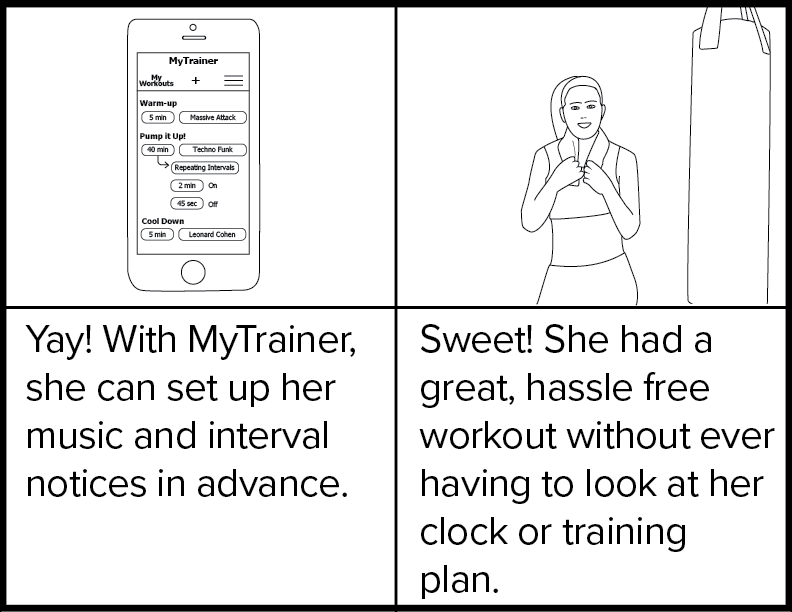 MyTrainer
My
Workouts
+
Warm-up
5 min Massive Attack
Pump it Up!
40 min Techno Funk
Repeating Intervals
2 min On
45 sec Off
Cool Down
5 min Leonard Cohen
Yay! With MyTrainer,
she can set up her
music and interval
notices in advance.
Sweet! She had a
great, hassle free
workout without ever
having to look at her
clock or training
plan.